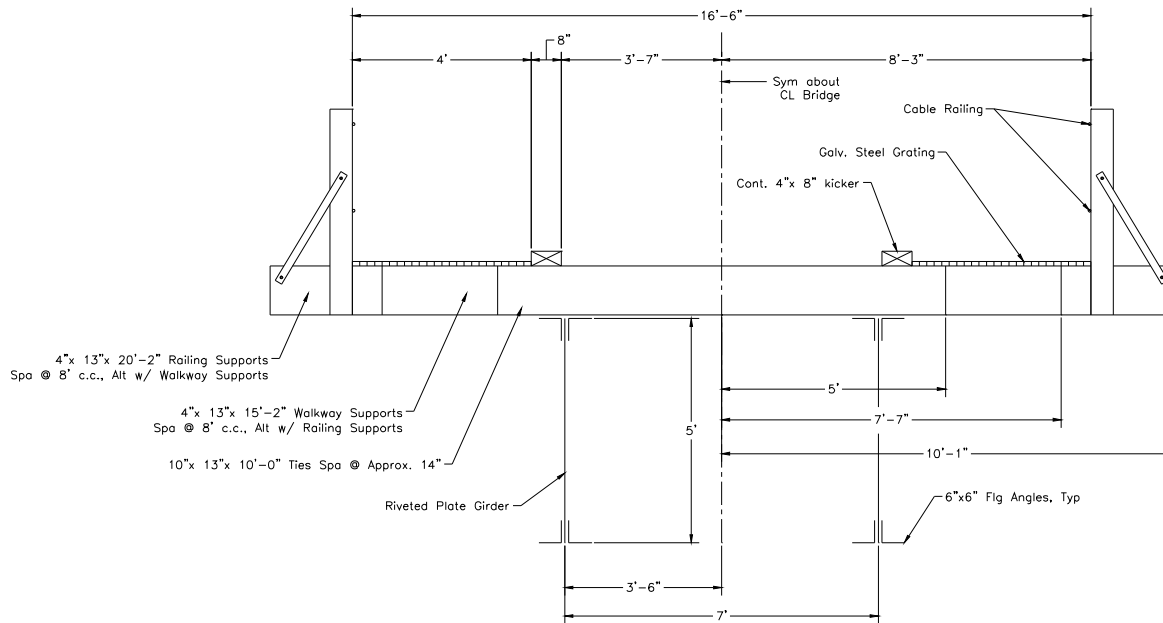 16'-6"
8"
4'
3'-7"
8'-3"
Sym about
CL Bridge
Cable Railing
Galv. Steel Grating
Cont. 4"x 8" kicker
4"x 13"x 20'-2" Railing Supports
Spa @ 8' c.c., Alt w/ Walkway Supports
5'
4"x 13"x 15'-2" Walkway Supports
Spa @ 8' c.c., Alt w/ Railing Supports
7'-7"
5'
10'-1"
10"x 13"x 10'-0" Ties Spa @ Approx. 14"
Riveted Plate Girder
6"x6" Flg Angles, Typ
3'-6"
7'